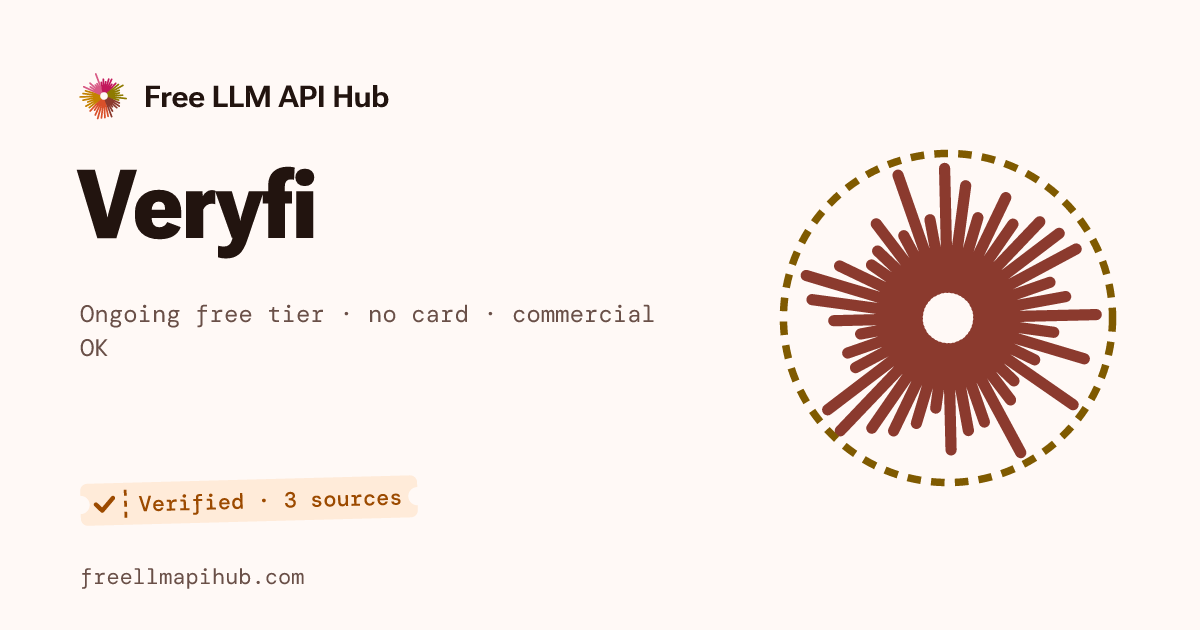 Free LLM API Hub
Veryfi
Ongoing free tier · no card · commercial
OK
Verified · 3 sources
freellmapihub.com